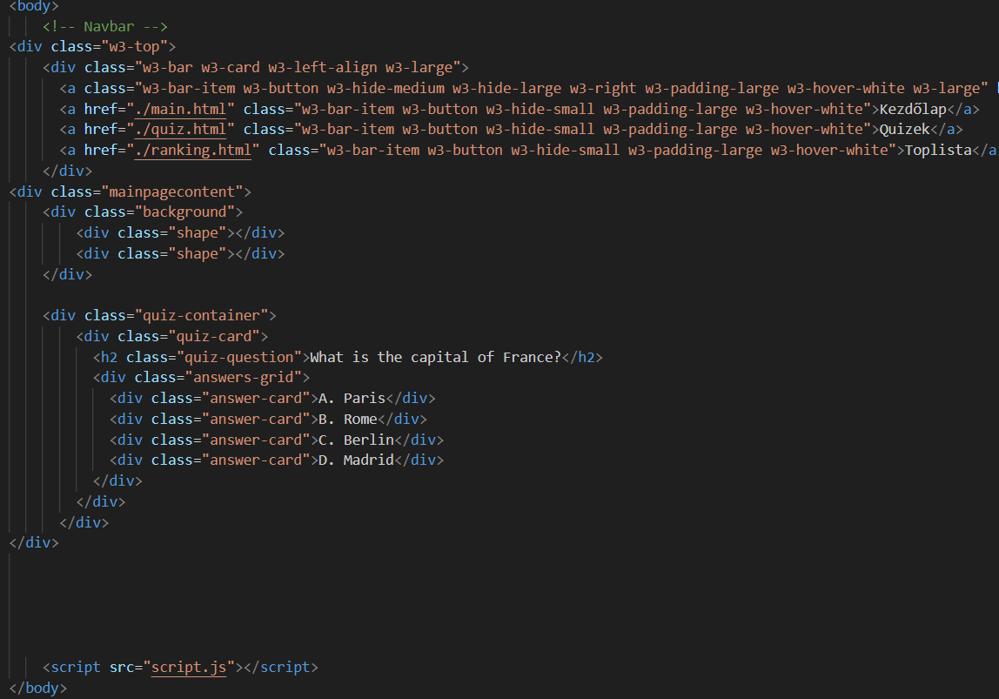 <body>
<!-- Navbar -->
<div class="w3-top">
<div class="w3-bar w3-card w3-left-align w3-large">
<a class="w3-bar-item w3-button w3-hide-medium w3-hide-large w3-right w3-padding-large w3-hover-white w3-large"
<a href="./main.html" class="w3-bar-item w3-button w3-hide-small w3-padding-large w3-hover-white">Kezdőlap</a>
<a href="./quiz.html" class="w3-bar-item w3-button w3-hide-small w3-padding-large w3-hover-white">Quizek</a>
<a href="./ranking.html" class="w3-bar-item w3-button w3-hide-small w3-padding-large w3-hover-white">Toplista</a
</div>
<div class="mainpagecontent">
<div class="background">
<div class="shape"></div>
<div class="shape"></div>
</div>
<div class="quiz-container">
<div class="quiz-card">
<h2 class="quiz-question">What is the capital of France?</h2>
<div class="answers-grid">
<div class="answer-card">A. Paris</div>
<div class="answer-card">B. Rome</div>
<div class="answer-card">C. Berlin</div>
<div class="answer-card">D. Madrid</div>
</div>
</div>
</div>
</div>
<script src="script.js"></script>
</body>